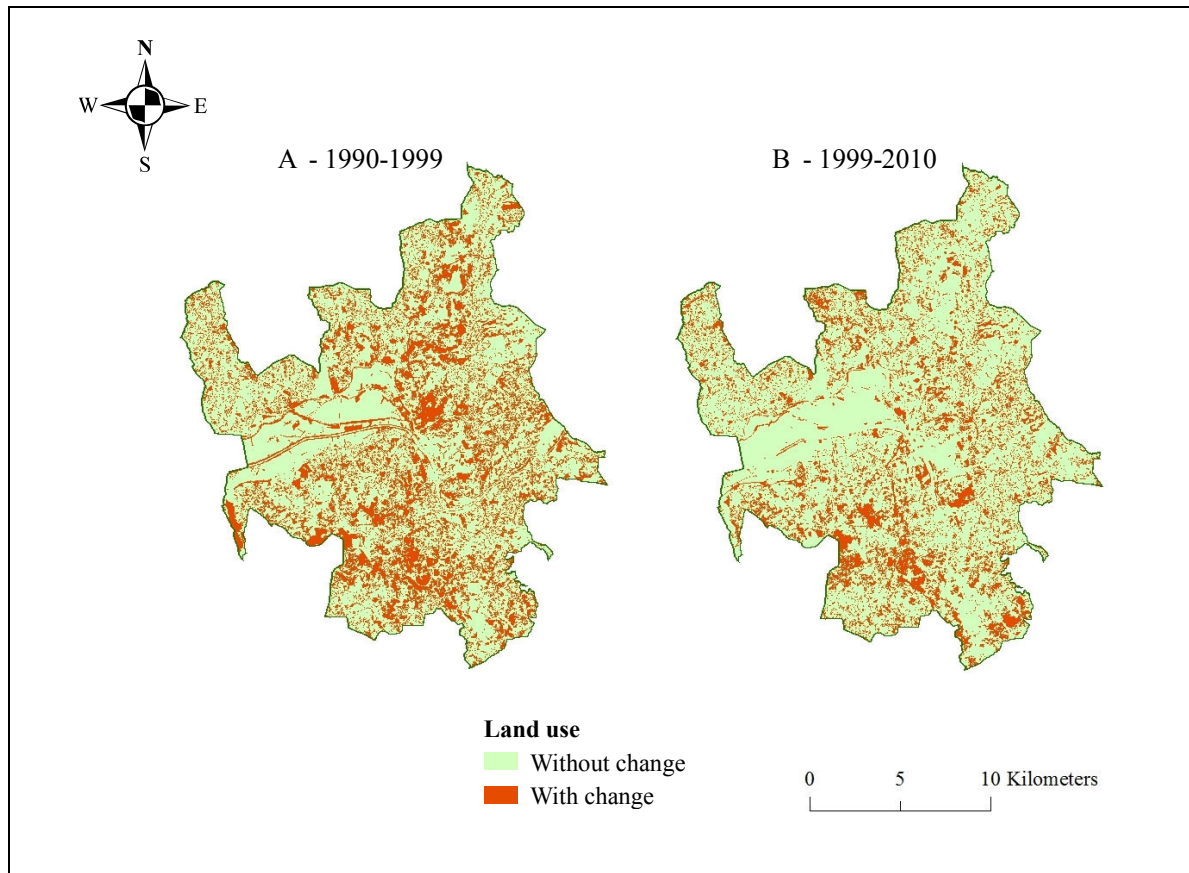 N
W E
S
A - 1990-1999
B - 1999-2010
Land use
Without change
With change
0 5 10 Kilometers